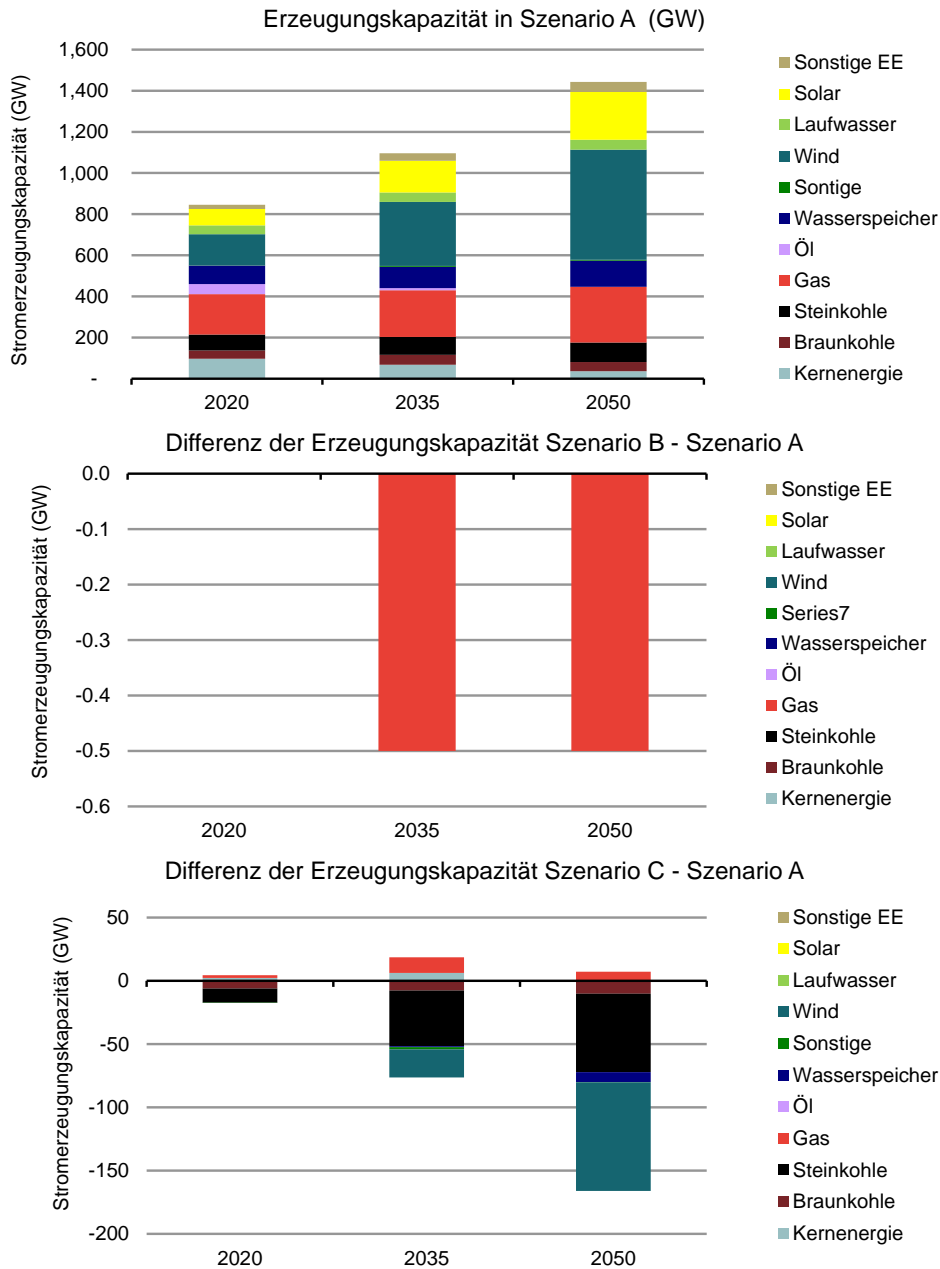 Erzeugungskapazität in Szenario A  (GW)
Stromerzeugungskapazität (GW)
1,600
1,400
1,200
1,000
800
600
400
200
-
2020
2035
2050
Sonstige EE
Solar
Laufwasser
Wind
Sontige
Wasserspeicher
Öl
Gas
Steinkohle
Braunkohle
Kernenergie
Differenz der Erzeugungskapazität Szenario B - Szenario A
Stromerzeugungskapazität (GW)
0.0
-0.1
-0.2
-0.3
-0.4
-0.5
-0.6
2020
2035
2050
Sonstige EE
Solar
Laufwasser
Wind
Series7
Wasserspeicher
Öl
Gas
Steinkohle
Braunkohle
Kernenergie
Differenz der Erzeugungskapazität Szenario C - Szenario A
Stromerzeugungskapazität (GW)
50
0
-50
-100
-150
-200
2020
2035
2050
Sonstige EE
Solar
Laufwasser
Wind
Sonstige
Wasserspeicher
Öl
Gas
Steinkohle
Braunkohle
Kernenergie